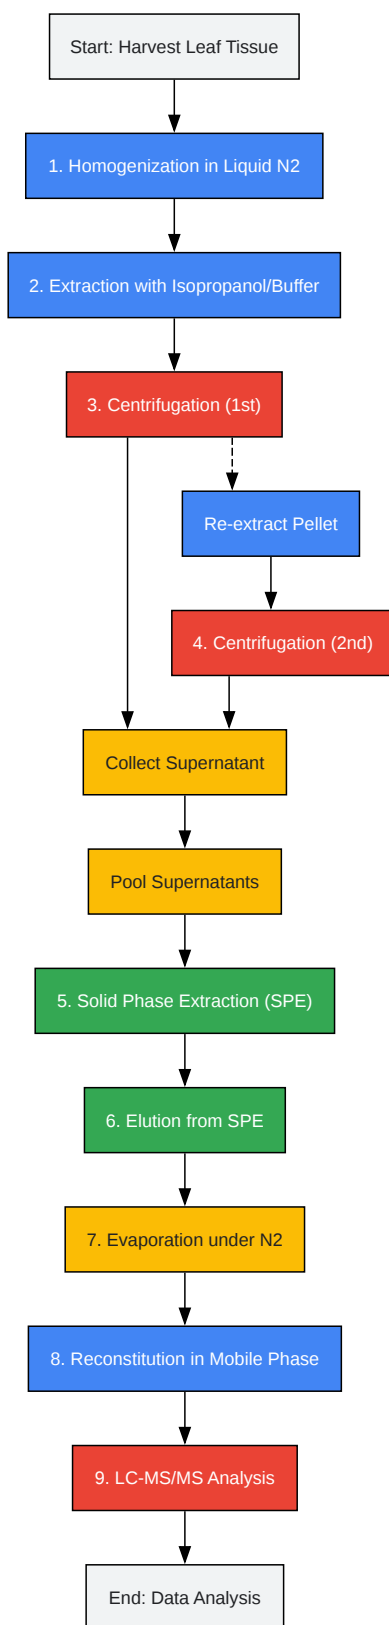 Start: Harvest Leaf Tissue
1. Homogenization in Liquid N2
2. Extraction with Isopropanol/Buffer
3. Centrifugation (1st)
Re-extract Pellet
4. Centrifugation (2nd)
Collect Supernatant
Pool Supernatants
5. Solid Phase Extraction (SPE)
6. Elution from SPE
7. Evaporation under N2
8. Reconstitution in Mobile Phase
9. LC-MS/MS Analysis
End: Data Analysis